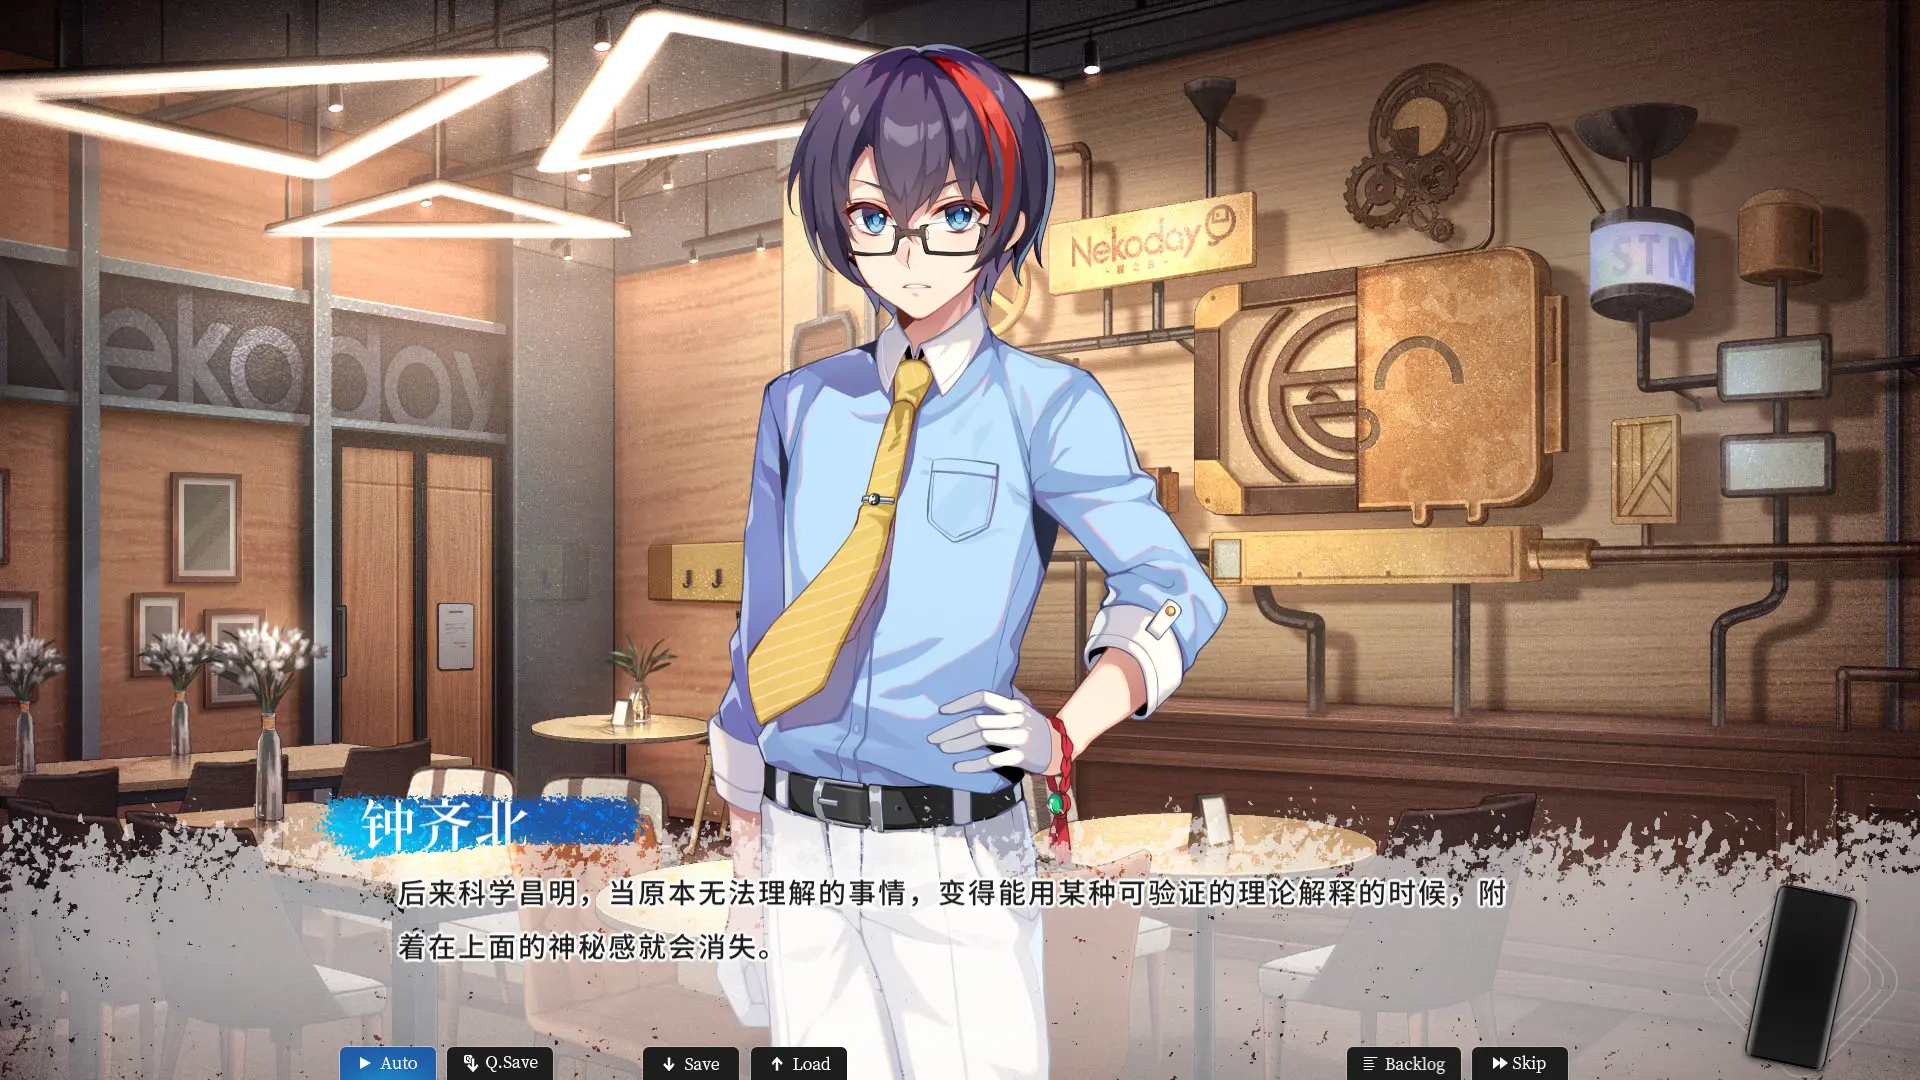 Nekoday
STM
Nekoday
钟齐北
后来科学昌明，当原本无法理解的事情，变得能用某种可验证的理论解释的时候，附
着在上面的神秘感就会消失。
Auto
Q.Save
Save
Load
Backlog
Skip